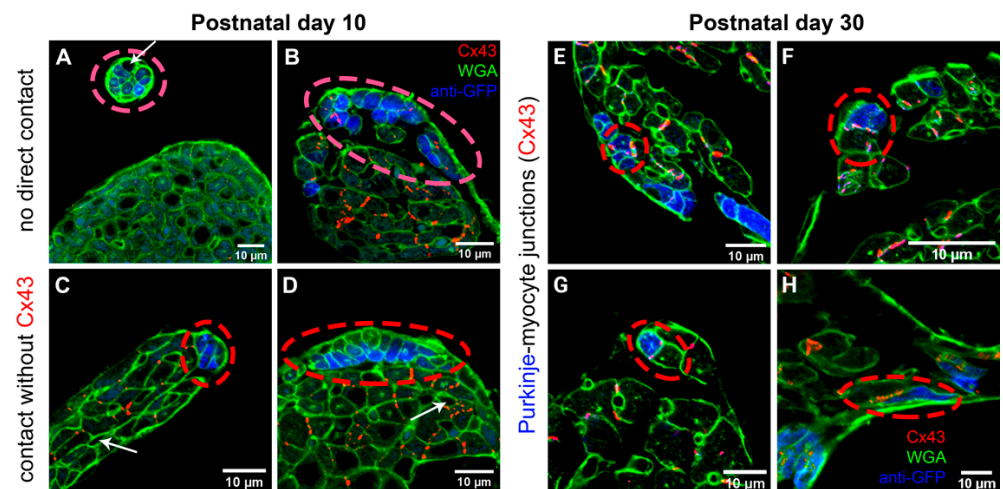 Postnatal day 10
Postnatal day 30
no direct contact
contact without Cx43
Purkinje-myocyte junctions (Cx43)
A
10 µm
B
Cx43
WGA
anti-GFP
10 µm
C
10 µm
D
10 µm
E
10 µm
F
10 µm
G
10 µm
H
Cx43
WGA
anti-GFP
10 µm